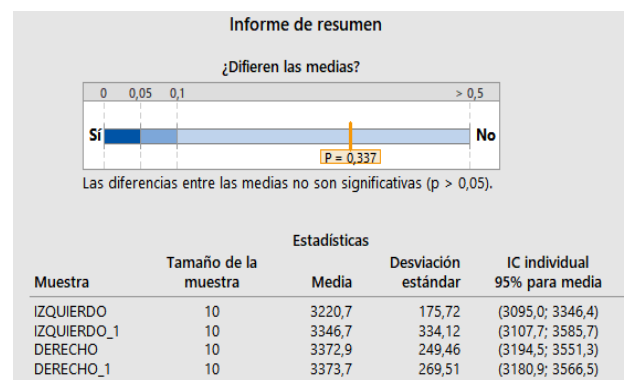 Informe de resumen
¿Difieren las medias?
0 0,05 0,1 > 0,5
Sí No
P = 0,337
Las diferencias entre las medias no son significativas (p > 0,05).
Estadísticas
Tamaño de la Desviación IC individual
Muestra muestra Media estándar 95% para media
IZQUIERDO 10 3220,7 175,72 (3095,0; 3346,4)
IZQUIERDO_1 10 3346,7 334,12 (3107,7; 3585,7)
DERECHO 10 3372,9 249,46 (3194,5; 3551,3)
DERECHO_1 10 3373,7 269,51 (3180,9; 3566,5)